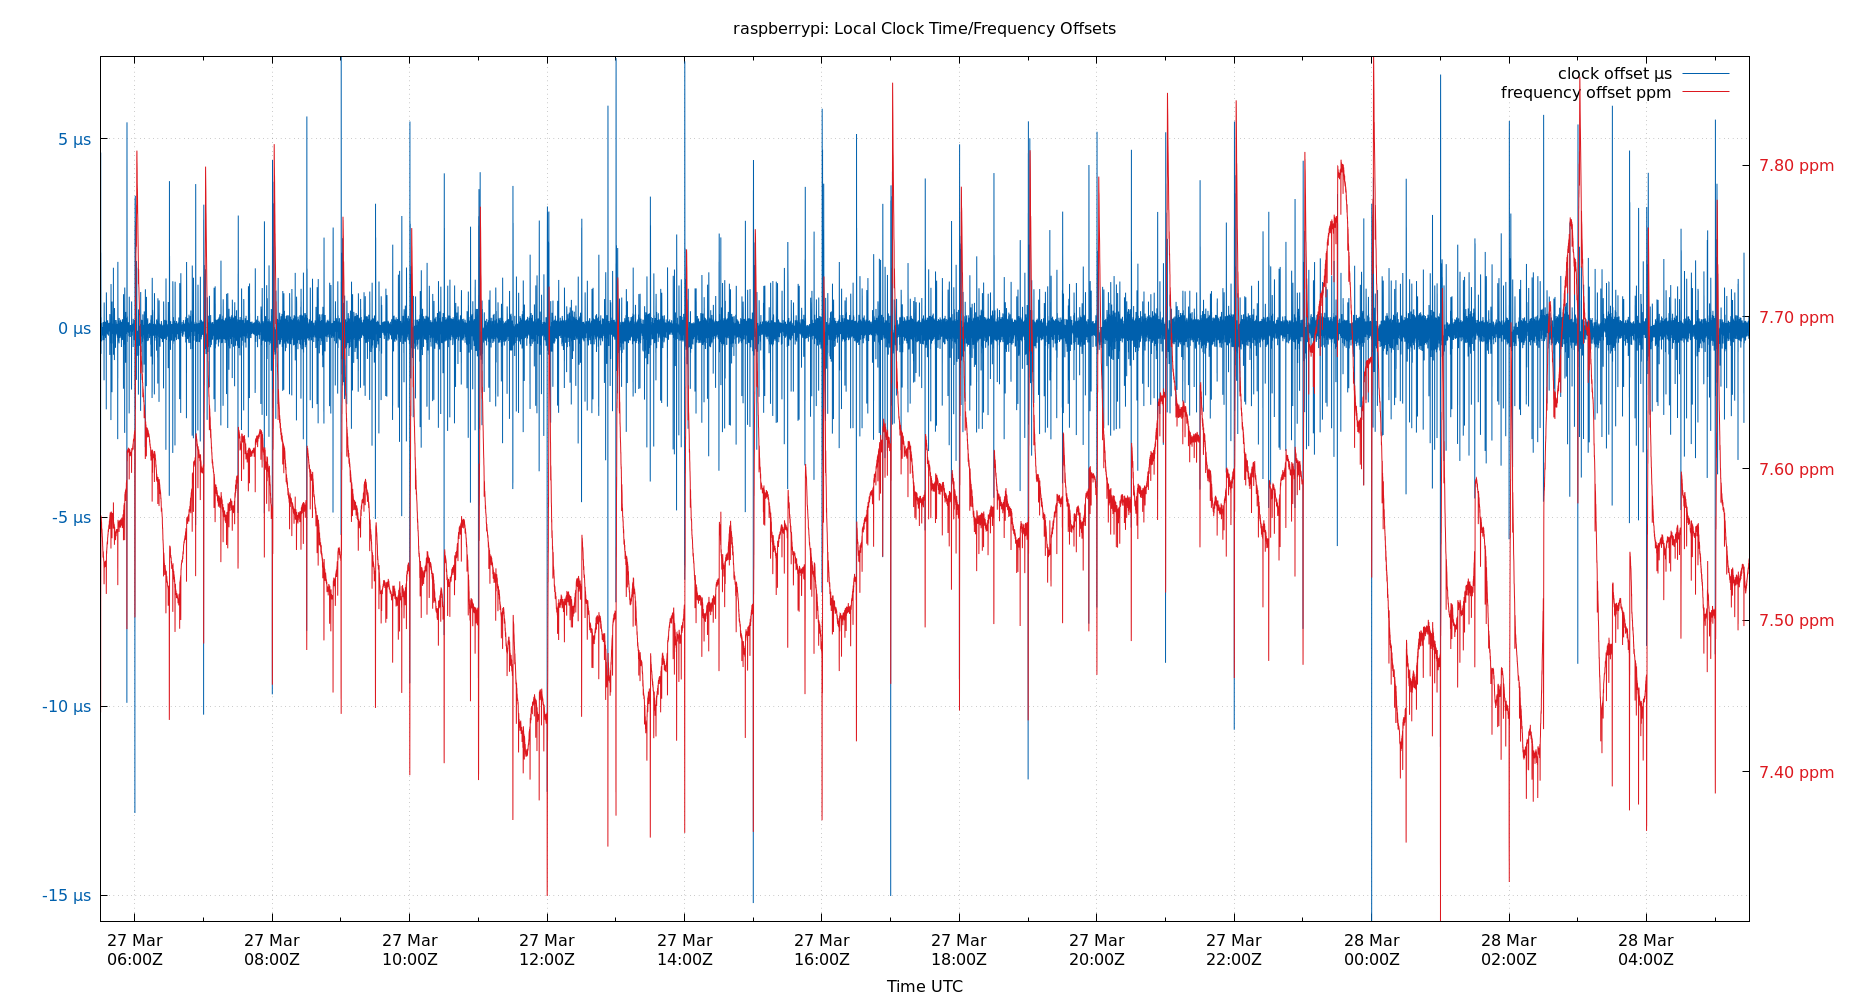 raspberrypi: Local Clock Time/Frequency Offsets
clock offset µs
frequency offset ppm
5 µs
0 µs
-5 µs
-10 µs
-15 µs
7.80 ppm
7.70 ppm
7.60 ppm
7.50 ppm
7.40 ppm
27 Mar 27 Mar 27 Mar 27 Mar 27 Mar 27 Mar 27 Mar 27 Mar 27 Mar 28 Mar 28 Mar 28 Mar
06:00Z 08:00Z 10:00Z 12:00Z 14:00Z 16:00Z 18:00Z 20:00Z 22:00Z 00:00Z 02:00Z 04:00Z
Time UTC